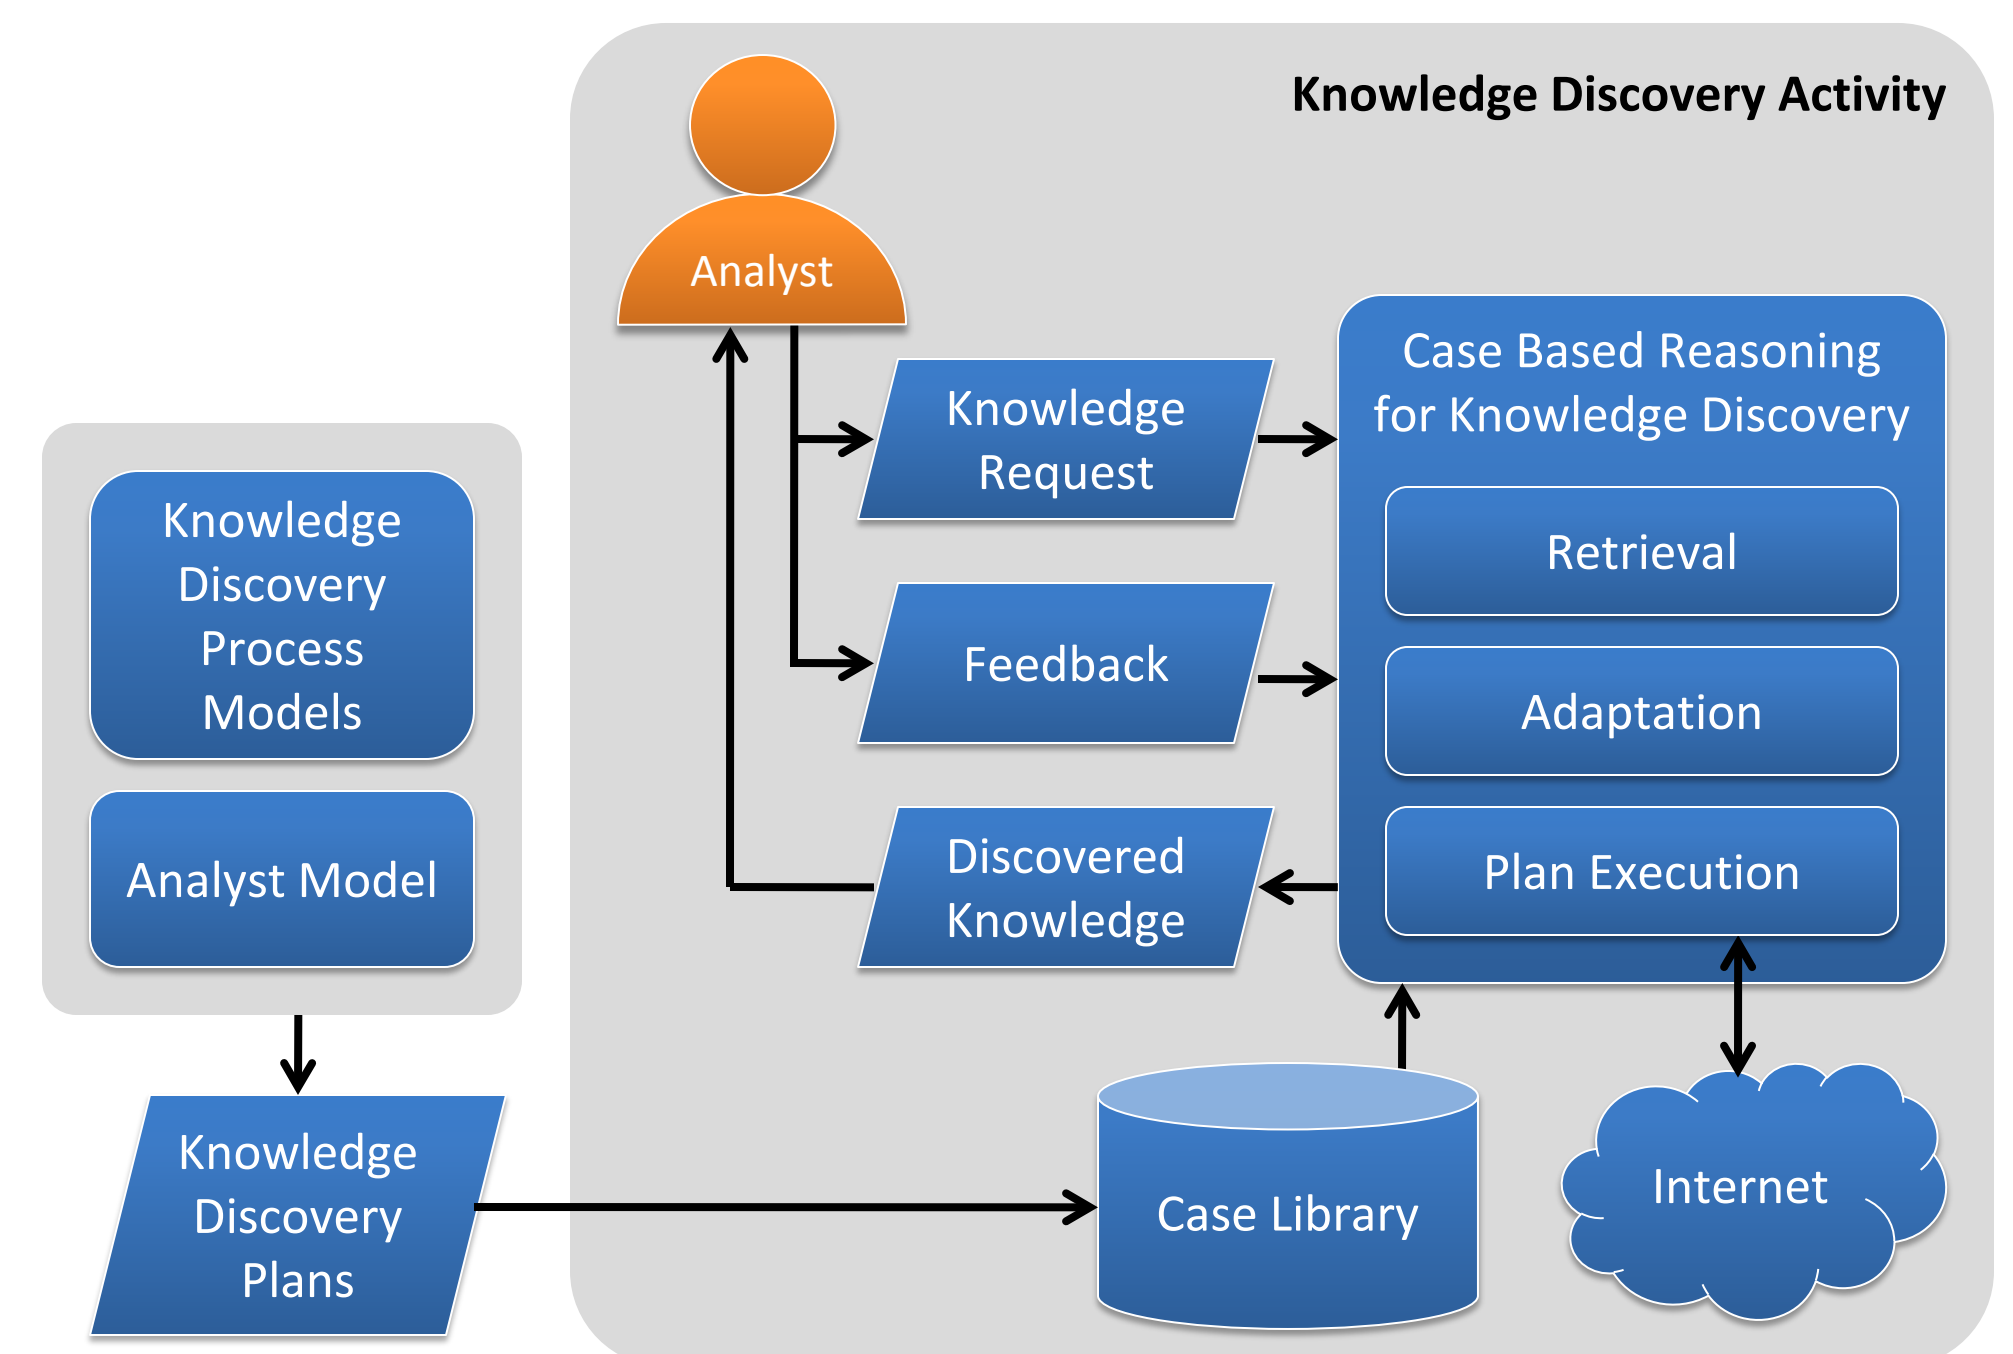 Knowledge Discovery Activity
Analyst
Knowledge
Request
Feedback
Discovered
Knowledge
Case Based Reasoning
for Knowledge Discovery
Retrieval
Adaptation
Plan Execution
Knowledge
Discovery
Process
Models
Analyst Model
Knowledge
Discovery
Plans
Case Library
Internet